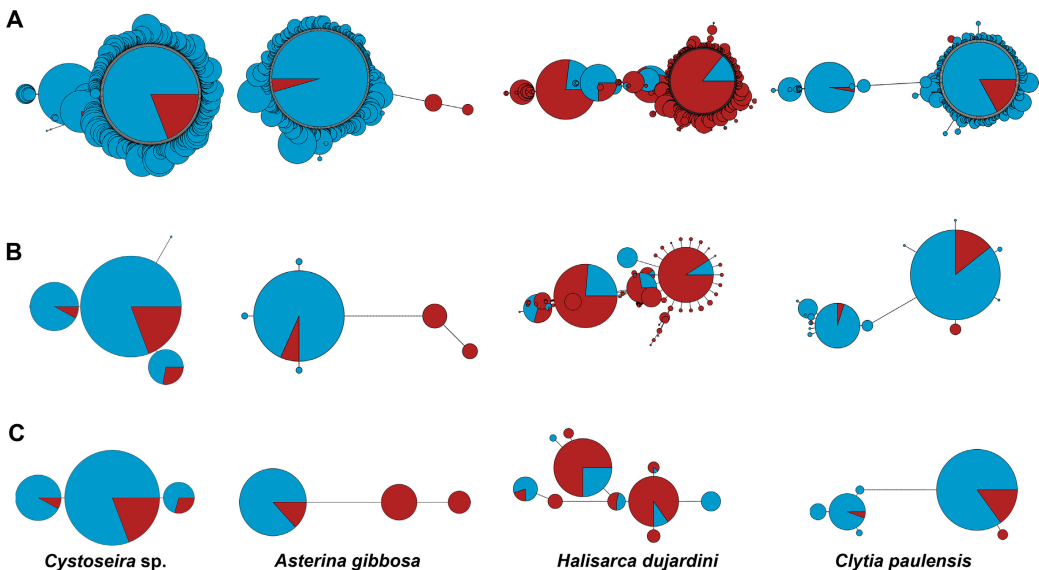 A
B
C
Cystoseira sp.
Asterina gibbosa
Halisarca dujardini
Clytia paulensis